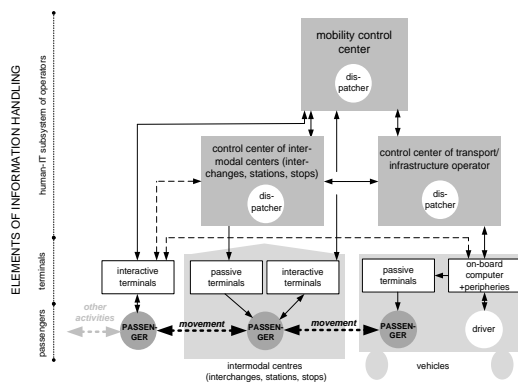 ELEMENTS OF INFORMATION HANDLING
human-IT subsystem of operators
terminals
passengers
mobility control
center
dis-
patcher
control center of inter-
modal centers (inter-
changes, stations, stops)
dis-
patcher
control center of transport/
infrastructure operator
dis-
patcher
interactive
terminals
passive
terminals
interactive
terminals
passive
terminals
on-board
computer
+peripheries
other
activities
PASSEN-
GER
movement
PASSEN-
GER
movement
PASSEN-
GER
driver
intermodal centres
(interchanges, stations, stops)
vehicles